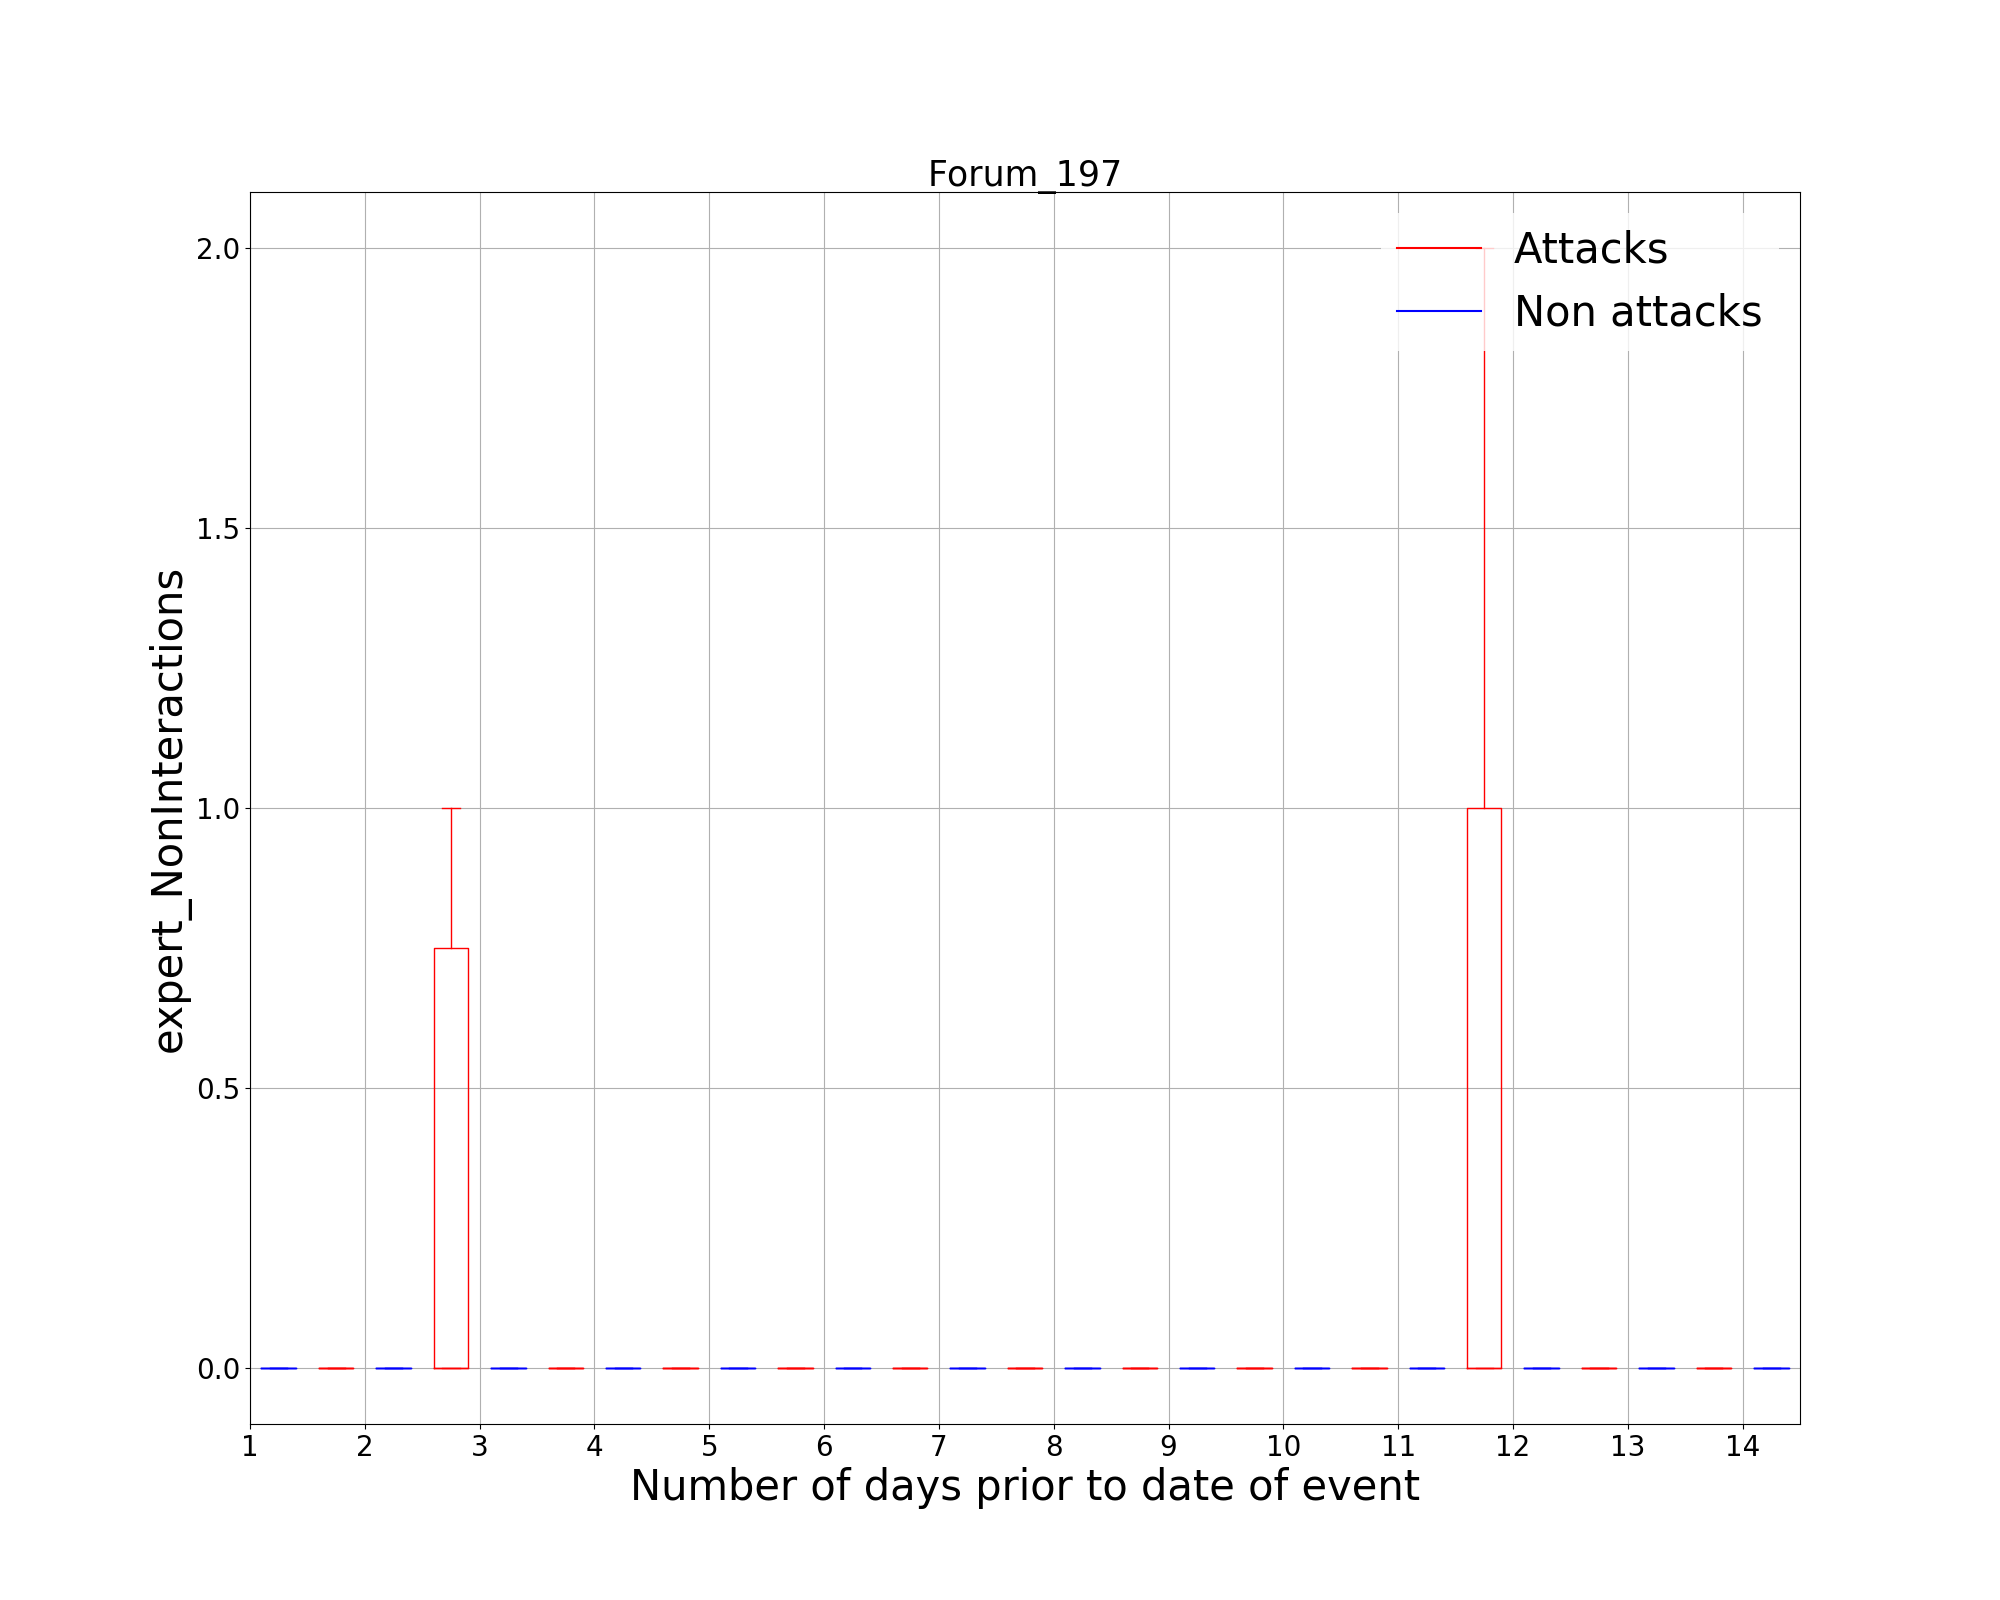 Forum_197
Attacks
Non attacks
2.0
1.5
1.0
0.5
0.0
expert_NonInteractions
1 2 3 4 5 6 7 8 9 10 11 12 13 14
Number of days prior to date of event